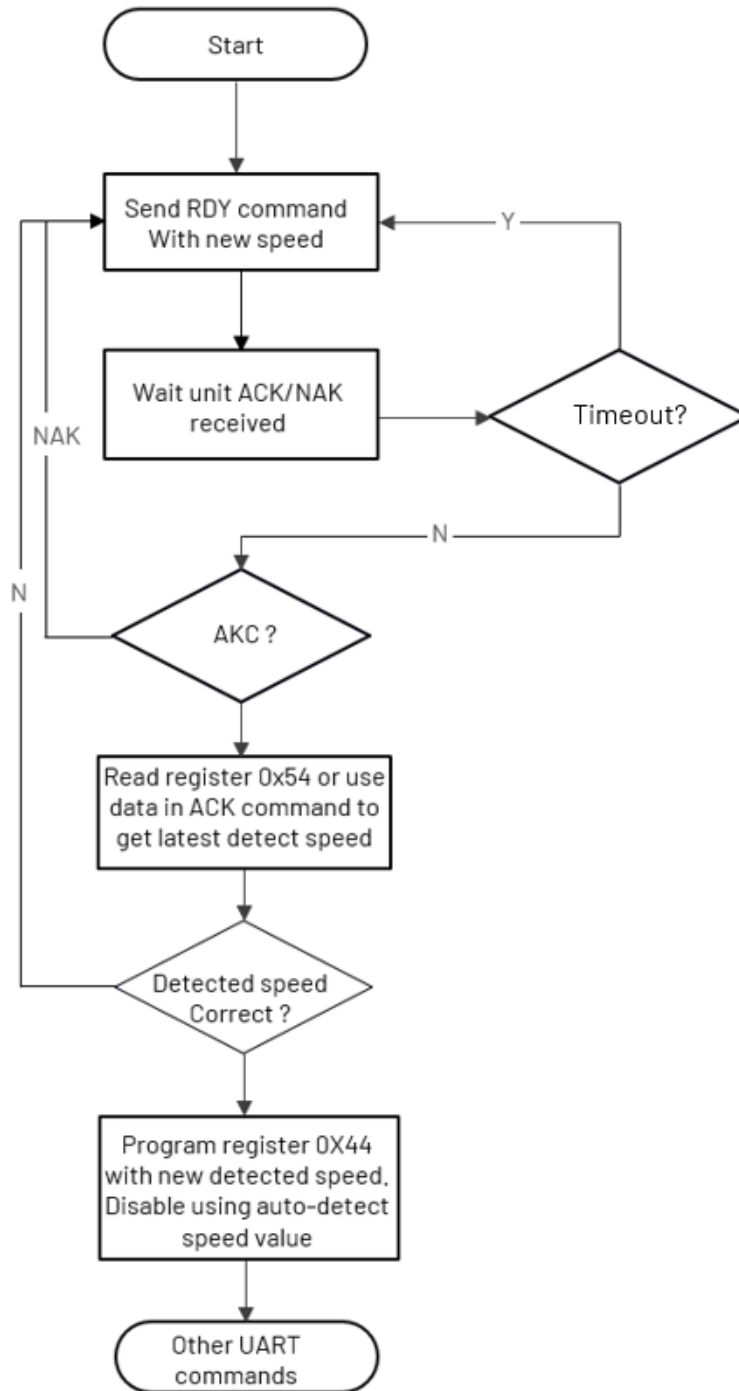 Start
Send RDY command
With new speed
Y
Wait unit ACK/NAK
received
Timeout?
NAK
N
N
AKC ?
Read register 0x54 or use
data in ACK command to
get latest detect speed
Detected speed
Correct ?
Program register 0X44
with new detected speed.
Disable using auto-detect
speed value
Other UART
commands